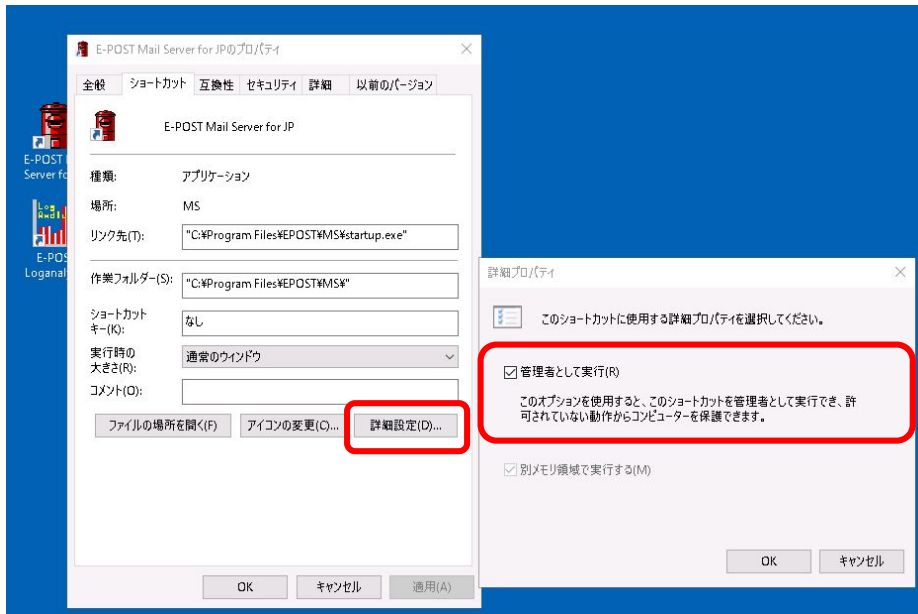 E-POST Mail Server for JPのプロパティ
全般 ショートカット 互換性 セキュリティ 詳細 以前のバージョン
E-POST Mail Server for JP
種類: アプリケーション
場所: MS
リンク先(T): "C:¥Program Files¥EPOST¥MS¥startup.exe"
作業フォルダー(S): "C:¥Program Files¥EPOST¥MS¥"
ショートカット
キー(K): なし
実行時の
大きさ(R): 通常のウィンドウ
コメント(O):
ファイルの場所を開く(F) アイコンの変更(C)... 詳細設定(D)...
OK キャンセル 適用(A)
E-POST
Server fo
Log
E-POS
Loganal
詳細プロパティ
このショートカットに使用する詳細プロパティを選択してください。
管理者として実行(R)
このオプションを使用すると、このショートカットを管理者として実行でき、許
可されていない動作からコンピューターを保護できます。
別メモリ領域で実行する(M)
OK キャンセル